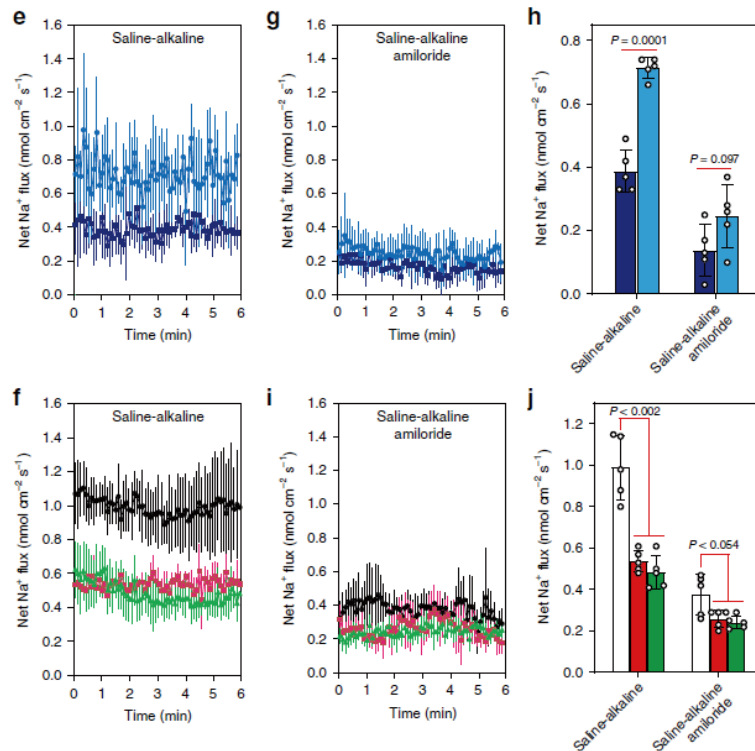 e
Saline-alkaline
Net Na⁺ flux (nmol cm⁻² s⁻¹)
1.6
1.4
1.2
1.0
0.8
0.6
0.4
0.2
0.0
0 1 2 3 4 5 6
Time (min)
g
Saline-alkaline
amiloride
Net Na⁺ flux (nmol cm⁻² s⁻¹)
1.6
1.4
1.2
1.0
0.8
0.6
0.4
0.2
0.0
0 1 2 3 4 5 6
Time (min)
h
P = 0.0001
P = 0.097
Net Na⁺ flux (nmol cm⁻² s⁻¹)
0.8
0.6
0.4
0.2
0.0
Saline-alkaline
Saline-alkaline
amiloride
f
Saline-alkaline
Net Na⁺ flux (nmol cm⁻² s⁻¹)
1.6
1.4
1.2
1.0
0.8
0.6
0.4
0.2
0.0
0 1 2 3 4 5 6
Time (min)
i
Saline-alkaline
amiloride
Net Na⁺ flux (nmol cm⁻² s⁻¹)
1.6
1.4
1.2
1.0
0.8
0.6
0.4
0.2
0.0
0 1 2 3 4 5 6
Time (min)
j
P < 0.002
P < 0.054
Net Na⁺ flux (nmol cm⁻² s⁻¹)
1.3
1.2
1.0
0.8
0.6
0.4
0.2
0.0
Saline-alkaline
Saline-alkaline
amiloride